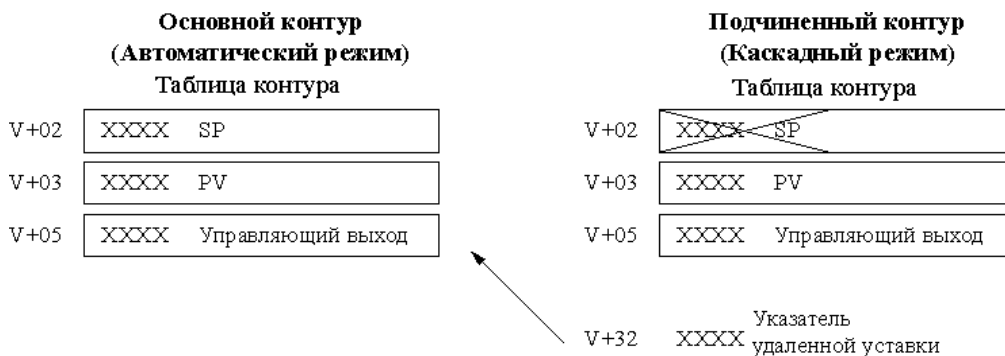 Основной контур
(Автоматический режим)
Таблица контура
V+02 XXXX SP
V+03 XXXX PV
V+05 XXXX Управляющий выход
Подчиненный контур
(Каскадный режим)
Таблица контура
V+02 XXXX SP
V+03 XXXX PV
V+05 XXXX Управляющий выход
V+32 XXXX Указатель
удаленной уставки